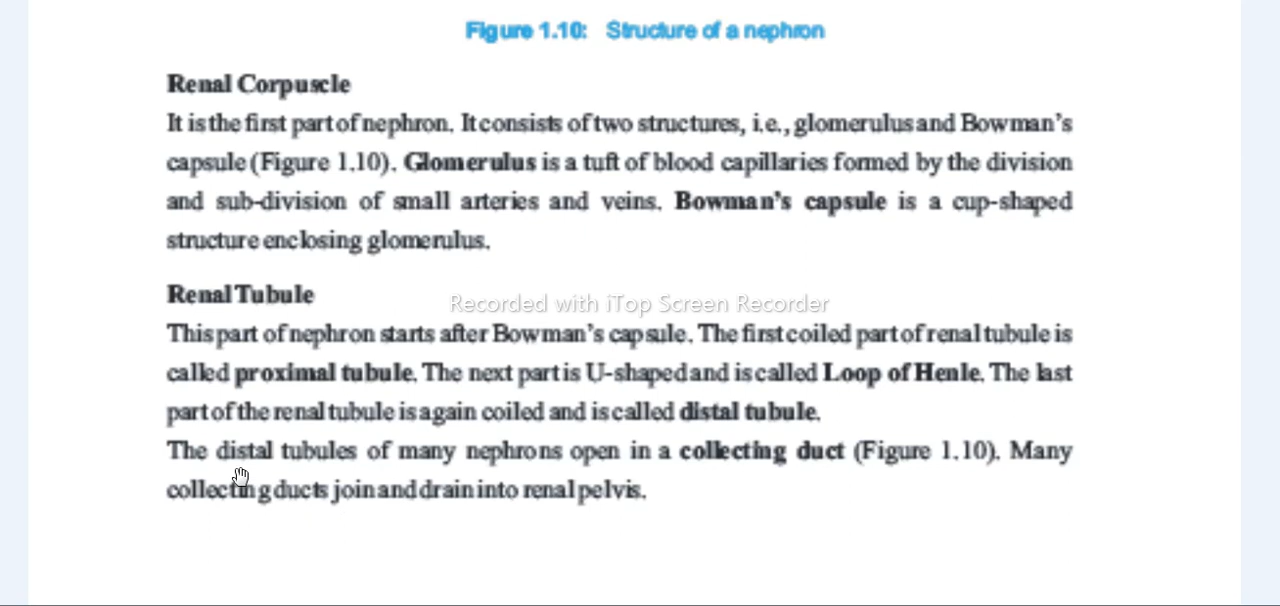 Figure 1.10: Structure of a nephron
Renal Corpuscle
It is the first part of nephron. It consists of two structures, i.e., glomerulus and Bowman's
capsule (Figure 1.10). Glomerulus is a tuft of blood capillaries formed by the division
and sub-division of small arteries and veins. Bowman's capsule is a cup-shaped
structure enclosing glomerulus.
Renal Tubule
Recorded with iTop Screen Recorder
This part of nephron starts after Bowman's capsule. The first coiled part of renal tubule is
called proximal tubule. The next part is U-shaped and is called Loop of Henle. The last
part of the renal tubule is again coiled and is called distal tubule.
The distal tubules of many nephrons open in a collecting duct (Figure 1.10). Many
collecting ducts join and drain into renal pelvis.